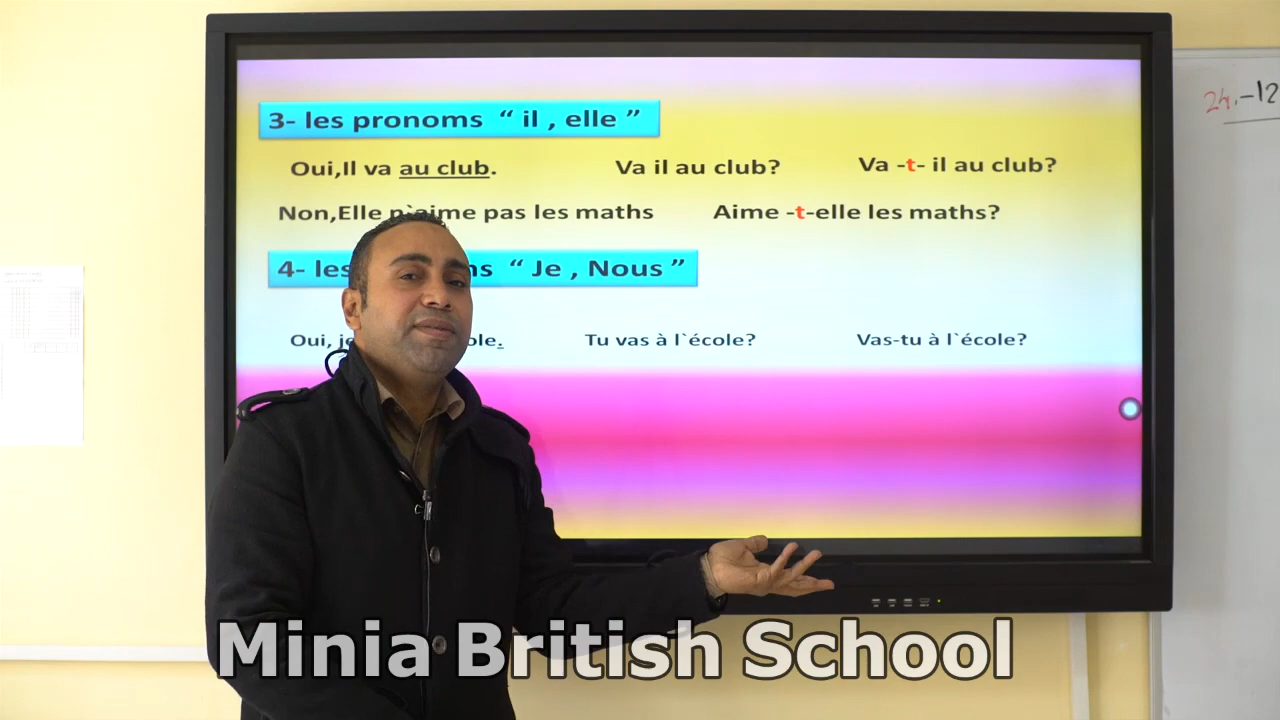 3- les pronoms “ il , elle ”
Oui,Il va au club. Va il au club? Va -t- il au club?
Non,Elle n`aime pas les maths Aime -t-elle les maths?
4- les “ Je , Nous ”
Oui, Tu vas à l`école? Vas-tu à l`école?
24.-12
Minia British School